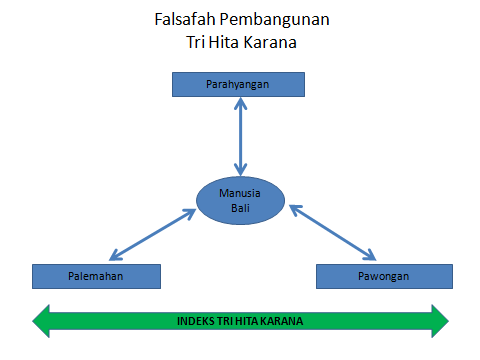 Falsafah Pembangunan
Tri Hita Karana
Parahyangan
Manusia
Bali
Palemahan
Pawongan
INDEKS TRI HITA KARANA